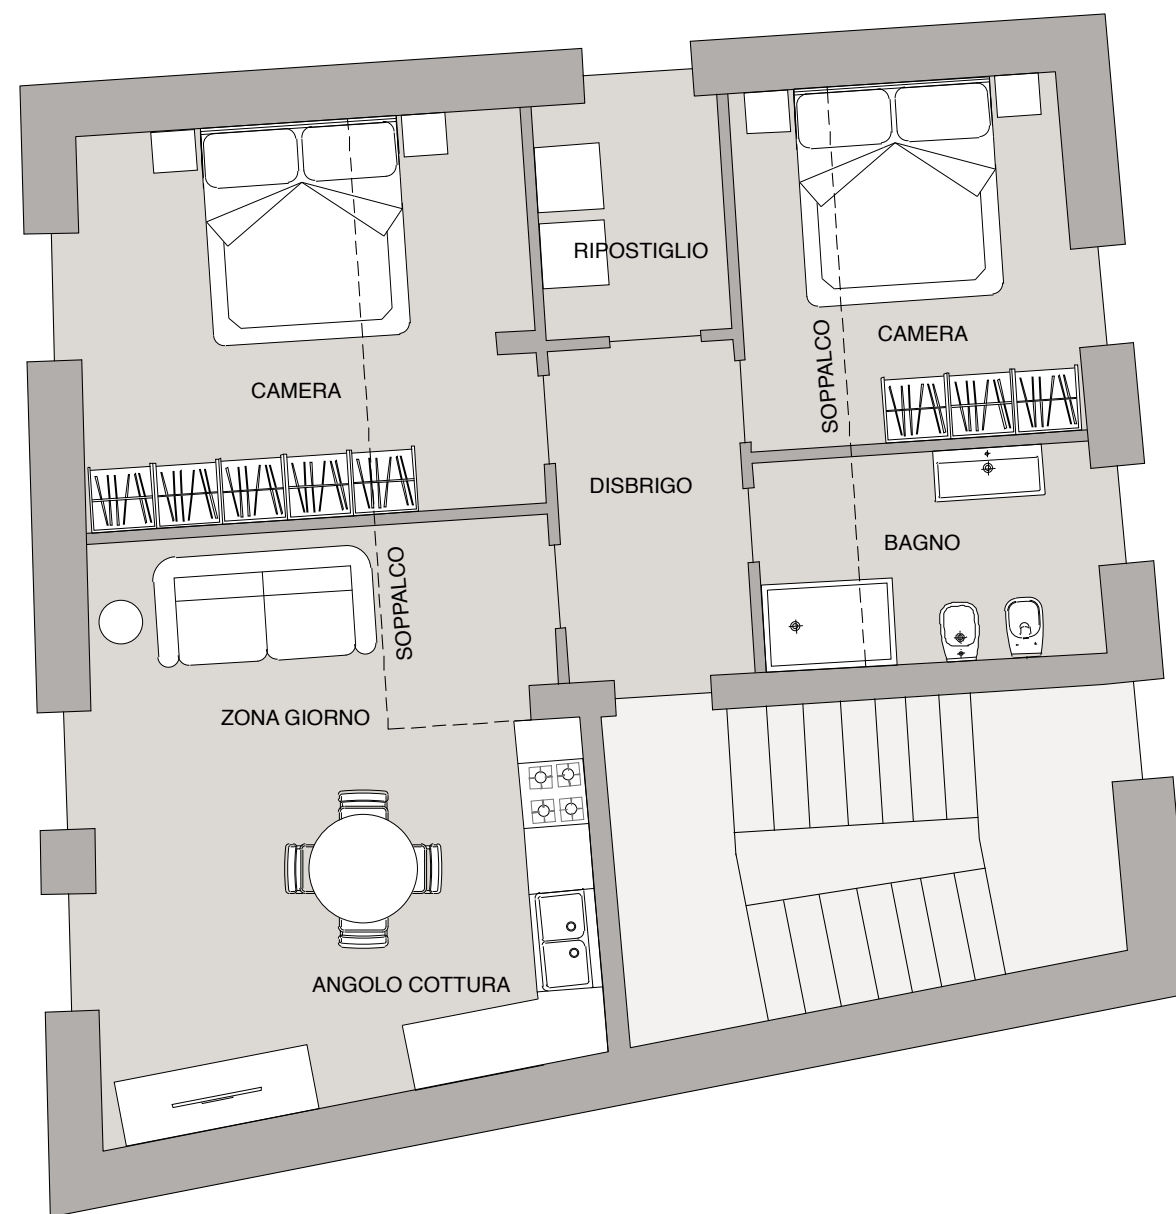 RIPOSTIGLIO
CAMERA
SOPPALCO
CAMERA
DISBRIGO
BAGNO
SOPPALCO
ZONA GIORNO
ANGOLO COTTURA